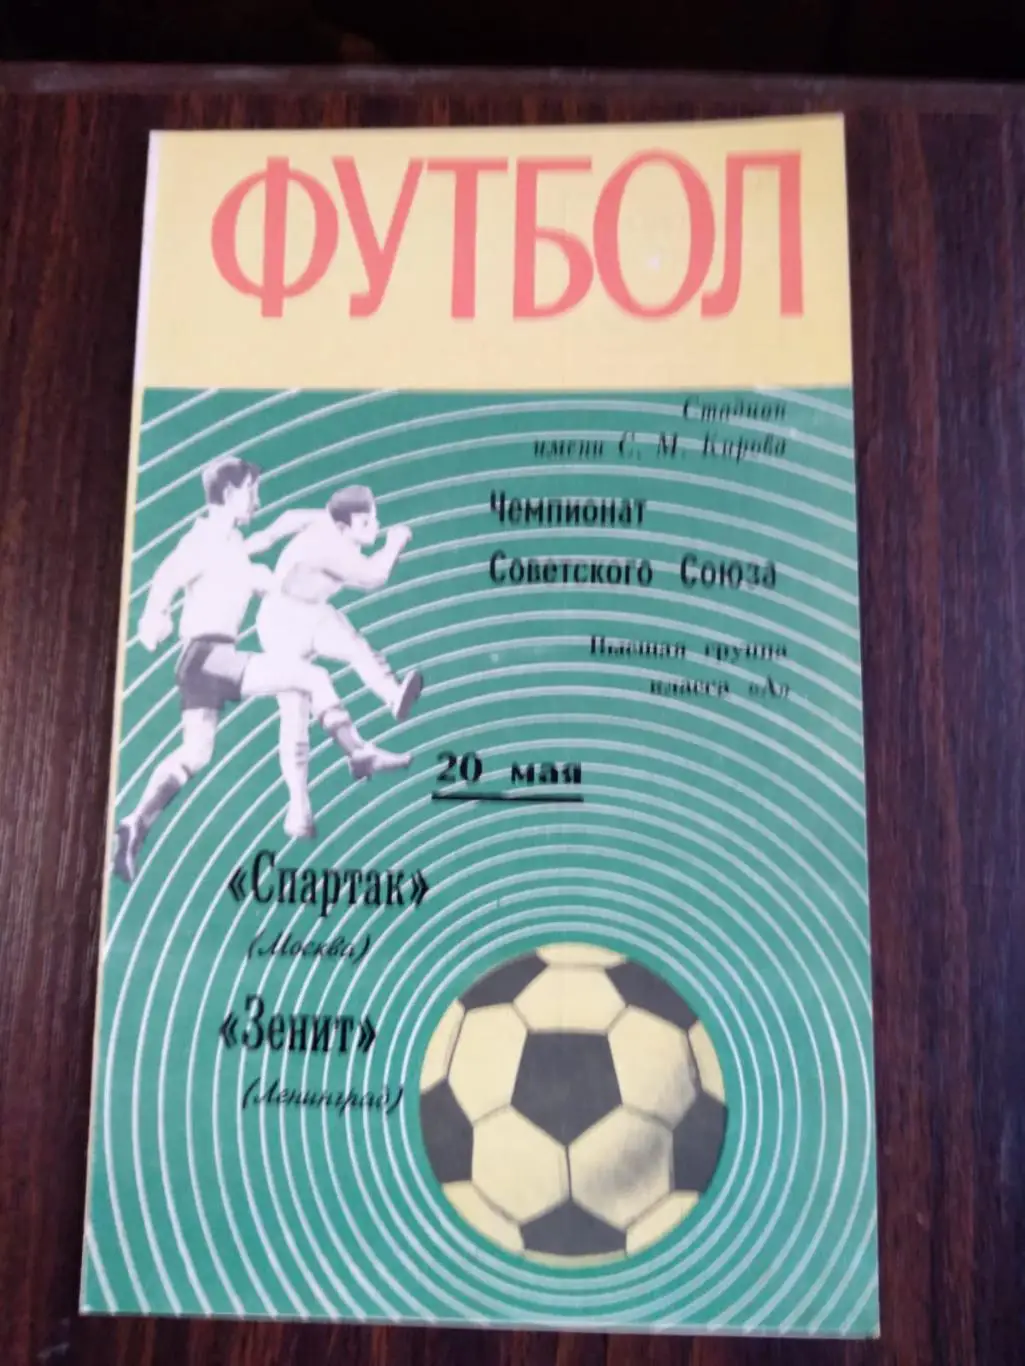 ФУТБОЛ
Стадион
имени С. М. Кирова
Чемпионат
Советского Союза
Высшая группа
класса «А»
20 мая
«Спартак»
(Москва)
«Зенит»
(Ленинград)